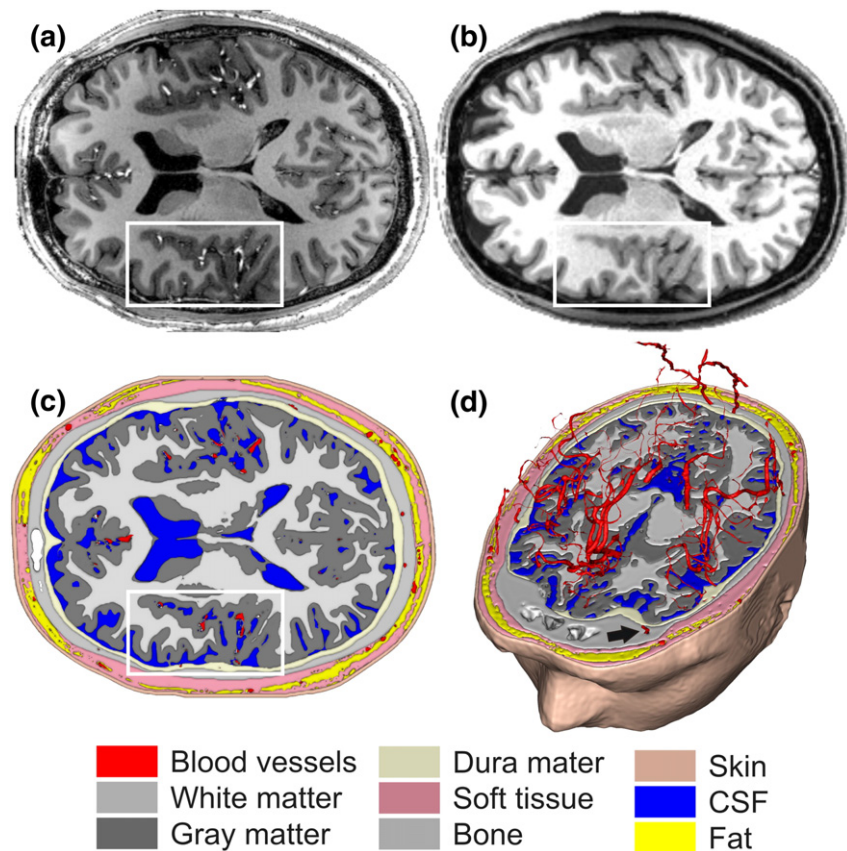 (a)
(b)
(c)
(d)
Blood vessels
Dura mater
Skin
White matter
Soft tissue
CSF
Gray matter
Bone
Fat